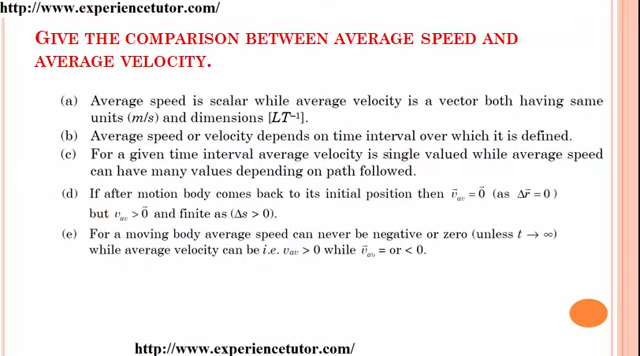 http://www.experiencetutor.com/
GIVE THE COMPARISON BETWEEN AVERAGE SPEED AND
AVERAGE VELOCITY.
(a) Average speed is scalar while average velocity is a vector both having same
units (m/s) and dimensions [LT⁻¹].
(b) Average speed or velocity depends on time interval over which it is defined.
(c) For a given time interval average velocity is single valued while average speed
can have many values depending on path followed.
(d) If after motion body comes back to its initial position then v⃗ₐᵥ = 0⃗ (as Δr⃗ = 0)
but vₐᵥ > 0⃗ and finite as (Δs > 0).
(e) For a moving body average speed can never be negative or zero (unless t → ∞)
while average velocity can be i.e. vₐᵥ > 0 while v⃗ₐᵥ = or < 0.
http://www.experiencetutor.com/